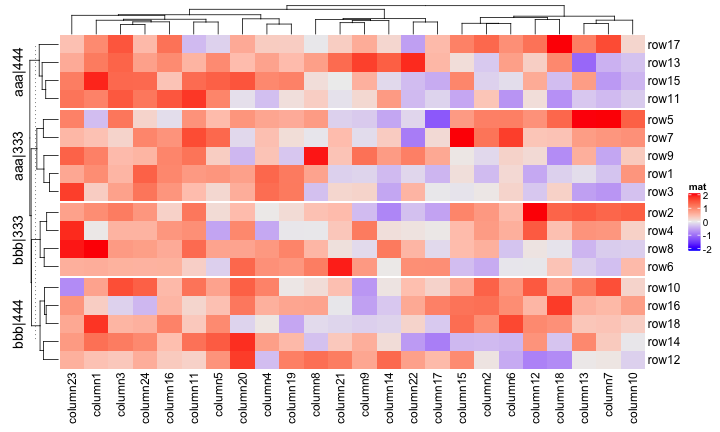 aaa|444
row17
row13
row15
row11
aaa|333
row5
row7
row9
row1
row3
bbb|333
row2
row4
row8
row6
bbb|444
row10
row16
row18
row14
row12
column23
column1
column3
column24
column16
column11
column5
column20
column4
column19
column8
column21
column9
column14
column22
column17
column15
column2
column6
column12
column18
column13
column7
column10
mat
2
1
0
-1
-2